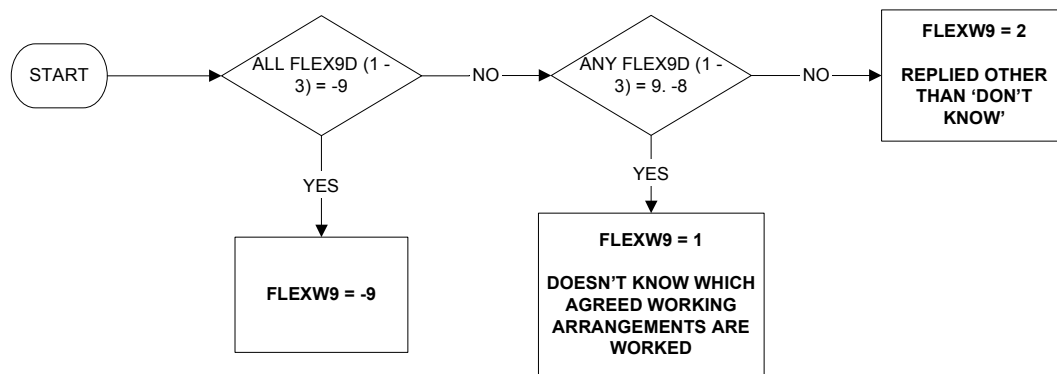 START
ALL FLEX9D (1 -
3) = -9
NO
ANY FLEX9D (1 -
3) = 9. -8
NO
FLEXW9 = 2
REPLIED OTHER
THAN ‘DON’T
KNOW’
YES
YES
FLEXW9 = -9
FLEXW9 = 1
DOESN’T KNOW WHICH
AGREED WORKING
ARRANGEMENTS ARE
WORKED